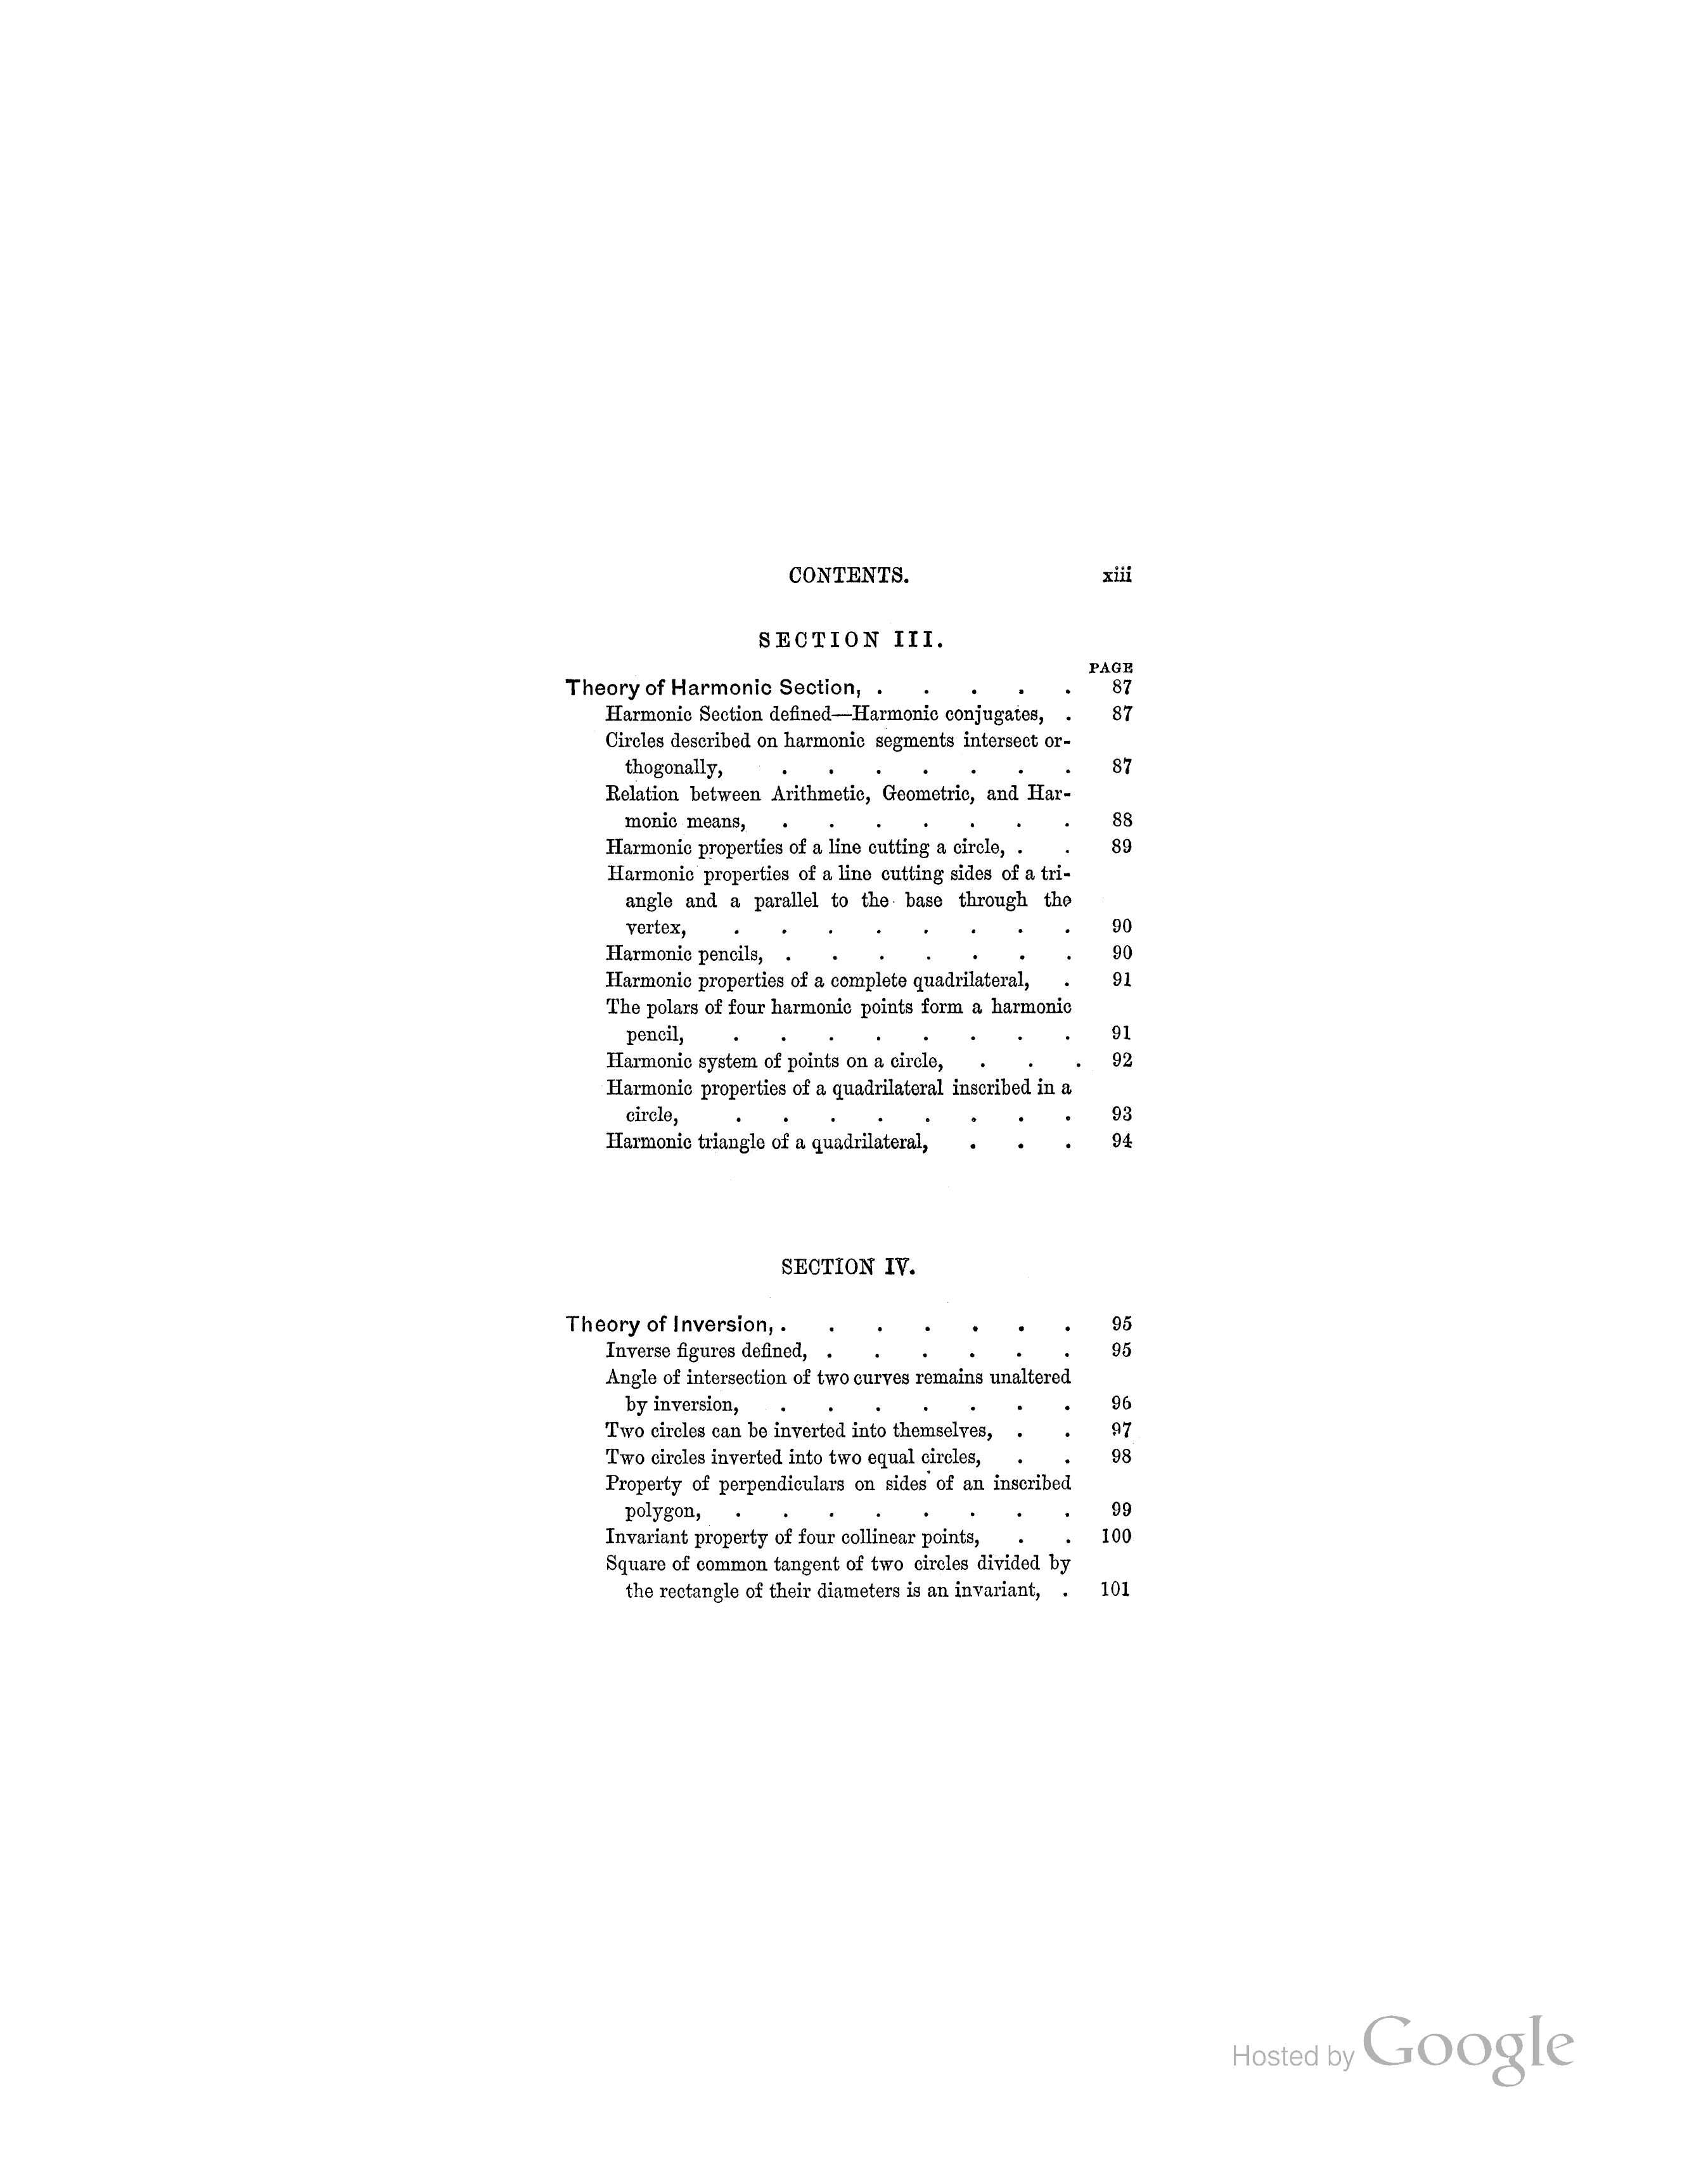 CONTENTS. xiii
SECTION III.
PAGE
Theory of Harmonic Section, . . . . . 87
Harmonic Section defined—Harmonic conjugates, . 87
Circles described on harmonic segments intersect or-
thogonally, . . . . . . . 87
Relation between Arithmetic, Geometric, and Har-
monic means, . . . . . . . 88
Harmonic properties of a line cutting a circle, . . 89
Harmonic properties of a line cutting sides of a tri-
angle and a parallel to the base through the
vertex, . . . . . . . . 90
Harmonic pencils, . . . . . . . 90
Harmonic properties of a complete quadrilateral, . 91
The polars of four harmonic points form a harmonic
pencil, . . . . . . . . 91
Harmonic system of points on a circle, . . . 92
Harmonic properties of a quadrilateral inscribed in a
circle, . . . . . . . . 93
Harmonic triangle of a quadrilateral, . . . 94
SECTION IV.
Theory of Inversion, . . . . . . . 95
Inverse figures defined, . . . . . . 95
Angle of intersection of two curves remains unaltered
by inversion, . . . . . . . 96
Two circles can be inverted into themselves, . . 97
Two circles inverted into two equal circles, . . 98
Property of perpendiculars on sides of an inscribed
polygon, . . . . . . . . 99
Invariant property of four collinear points, . . 100
Square of common tangent of two circles divided by
the rectangle of their diameters is an invariant, . 101
Hosted by Google